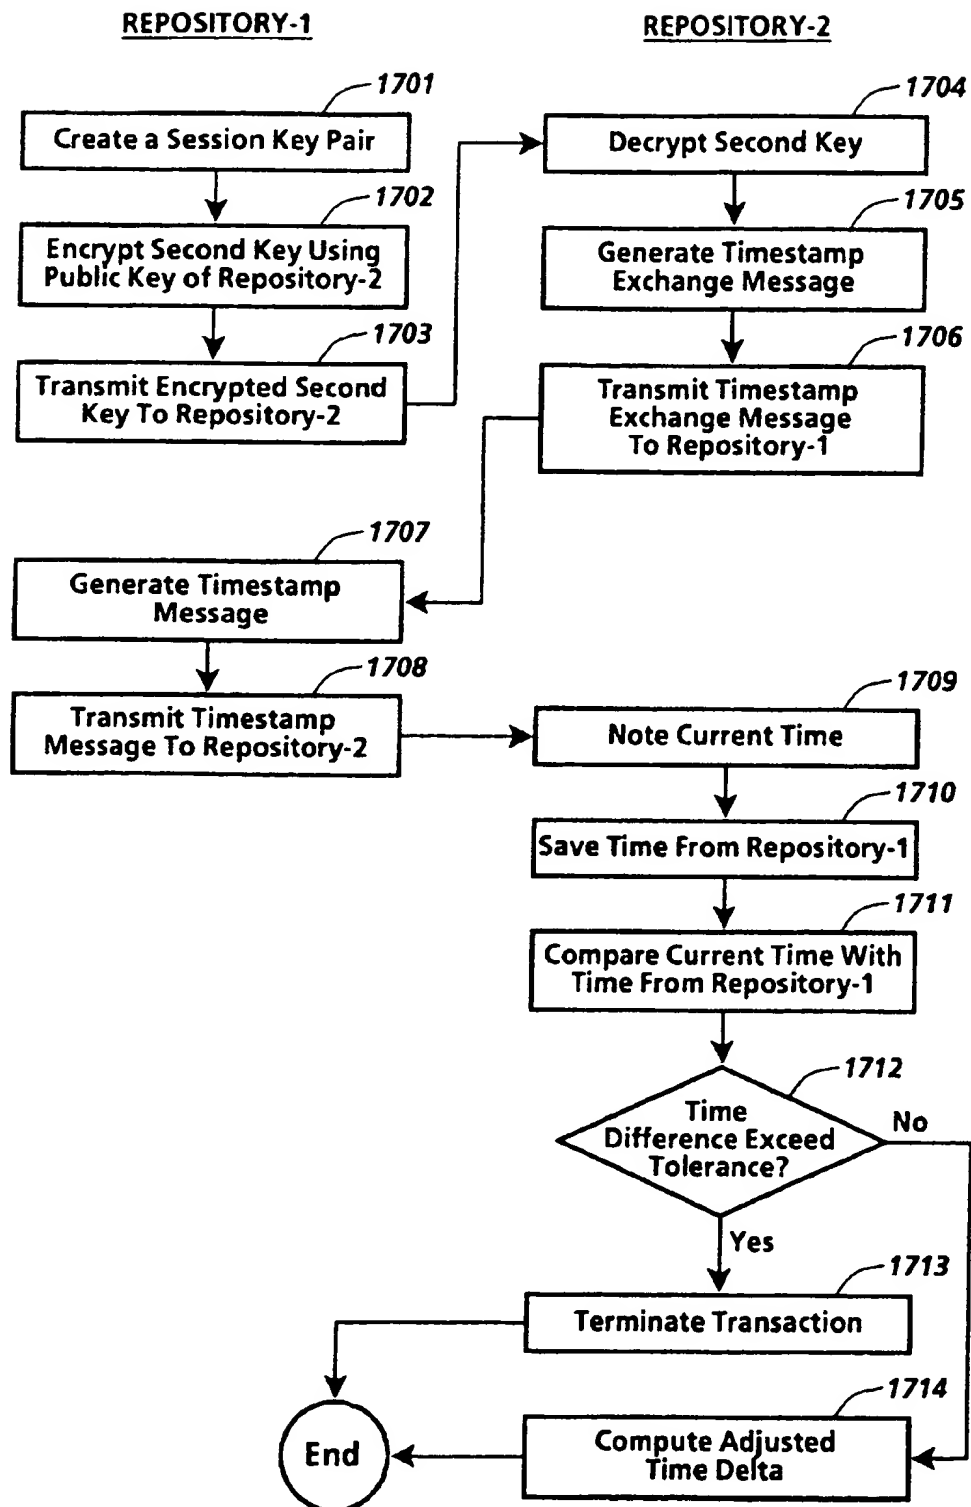 REPOSITORY-1
REPOSITORY-2
1701
Create a Session Key Pair
1702
Encrypt Second Key Using
Public Key of Repository-2
1703
Transmit Encrypted Second
Key To Repository-2
1704
Decrypt Second Key
1705
Generate Timestamp
Exchange Message
1706
Transmit Timestamp
Exchange Message
To Repository-1
1707
Generate Timestamp
Message
1708
Transmit Timestamp
Message To Repository-2
1709
Note Current Time
1710
Save Time From Repository-1
1711
Compare Current Time With
Time From Repository-1
1712
Time
Difference Exceed
Tolerance?
No
Yes
1713
Terminate Transaction
1714
Compute Adjusted
Time Delta
End